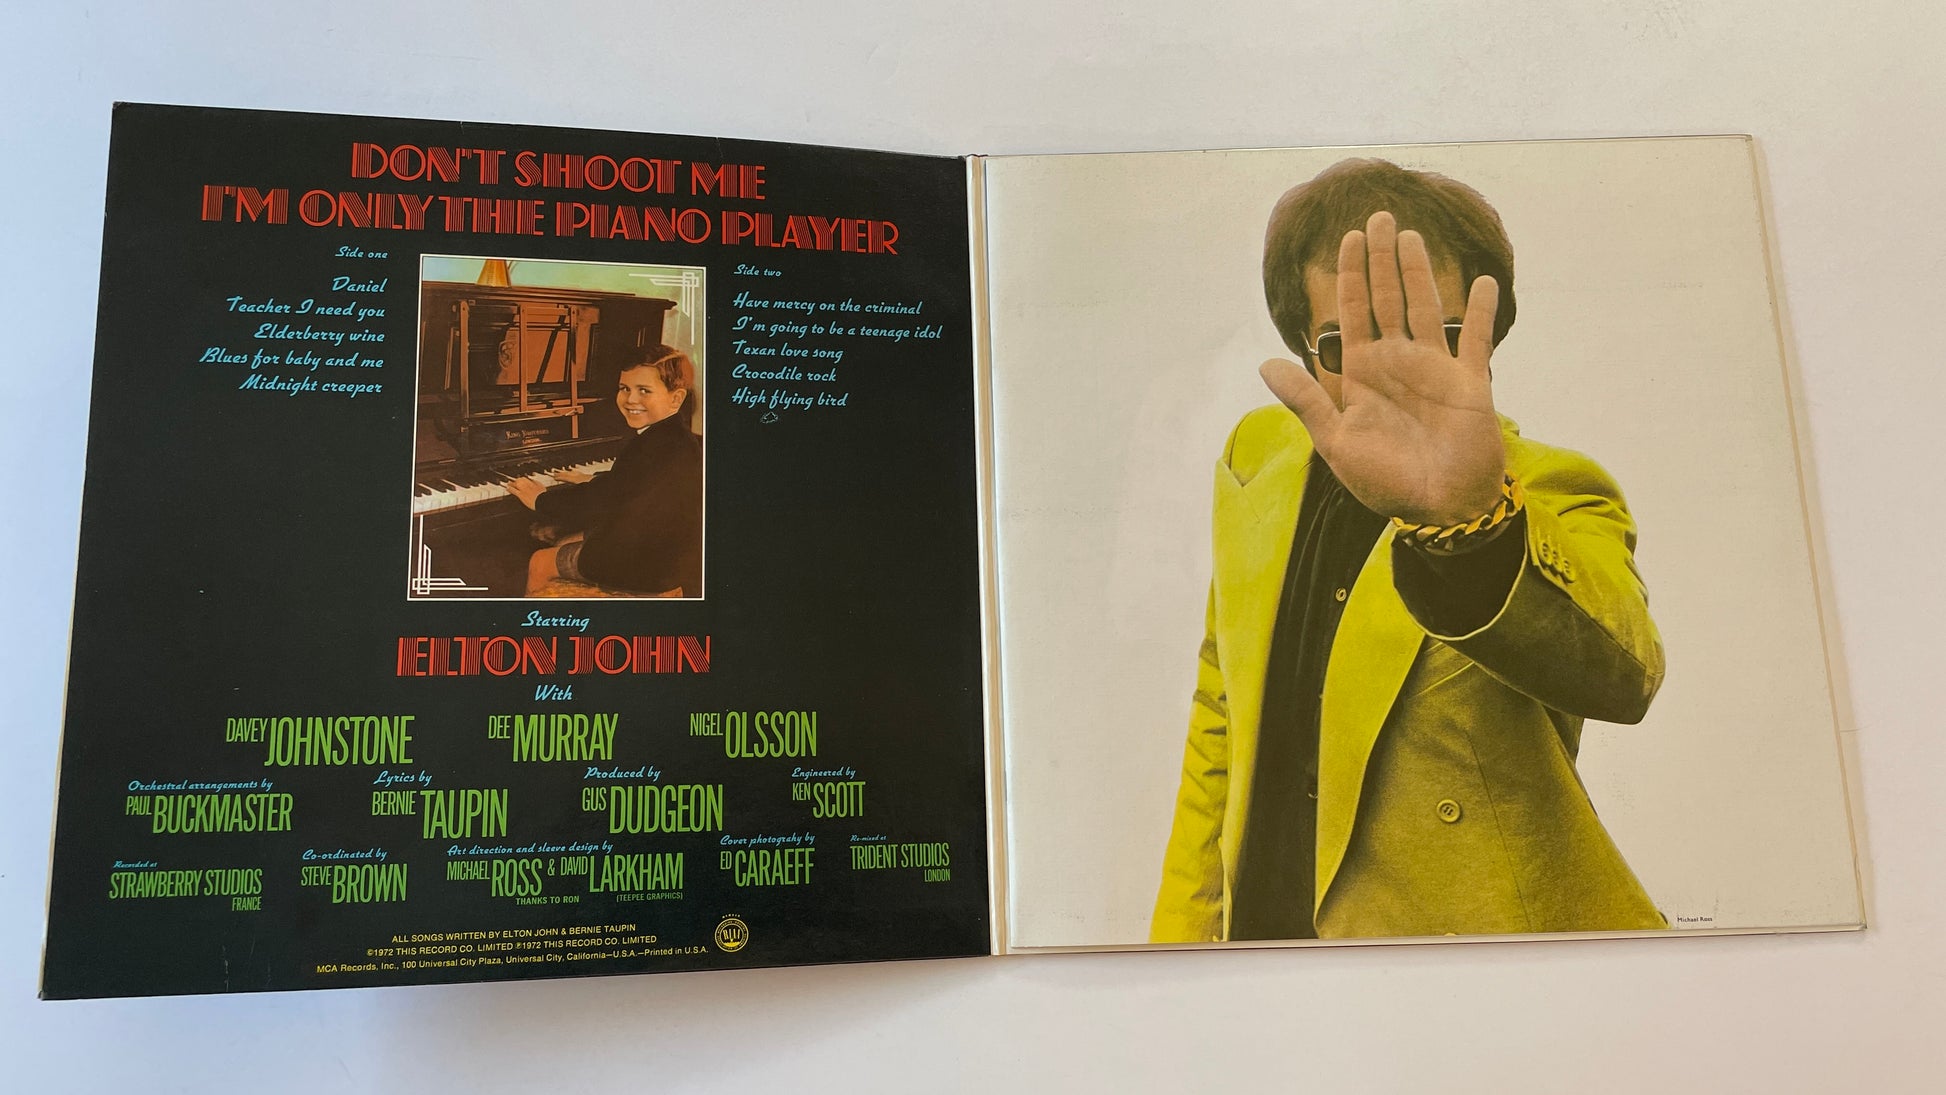 DON'T SHOOT ME
I'M ONLY THE PIANO PLAYER
Side one
Daniel
Teacher I need you
Elderberry wine
Blues for baby and me
Midnight creeper
Side two
Have mercy on the criminal
I'm going to be a teenage idol
Texan love song
Crocodile rock
High flying bird
Starring
ELTON JOHN
With
DAVEY JOHNSTONE
DEE MURRAY
NIGEL OLSSON
Orchestral arrangements by
PAUL BUCKMASTER
Lyrics by
BERNIE TAUPIN
Produced by
GUS DUDGEON
Engineered by
KEN SCOTT
Recorded at
STRAWBERRY STUDIOS
FRANCE
Co-ordinated by
STEVE BROWN
Art direction and sleeve design by
MICHAEL ROSS & DAVID LARKHAM
THANKS TO RON
(TEEPEE GRAPHICS)
Cover photograhy by
ED CARAEFF
Re-mixed at
TRIDENT STUDIOS
LONDON
ALL SONGS WRITTEN BY ELTON JOHN & BERNIE TAUPIN
©1972 THIS RECORD CO. LIMITED ℗1972 THIS RECORD CO. LIMITED
MCA Records, Inc., 100 Universal City Plaza, Universal City, California—U.S.A.—Printed in U.S.A.
Michael Ross